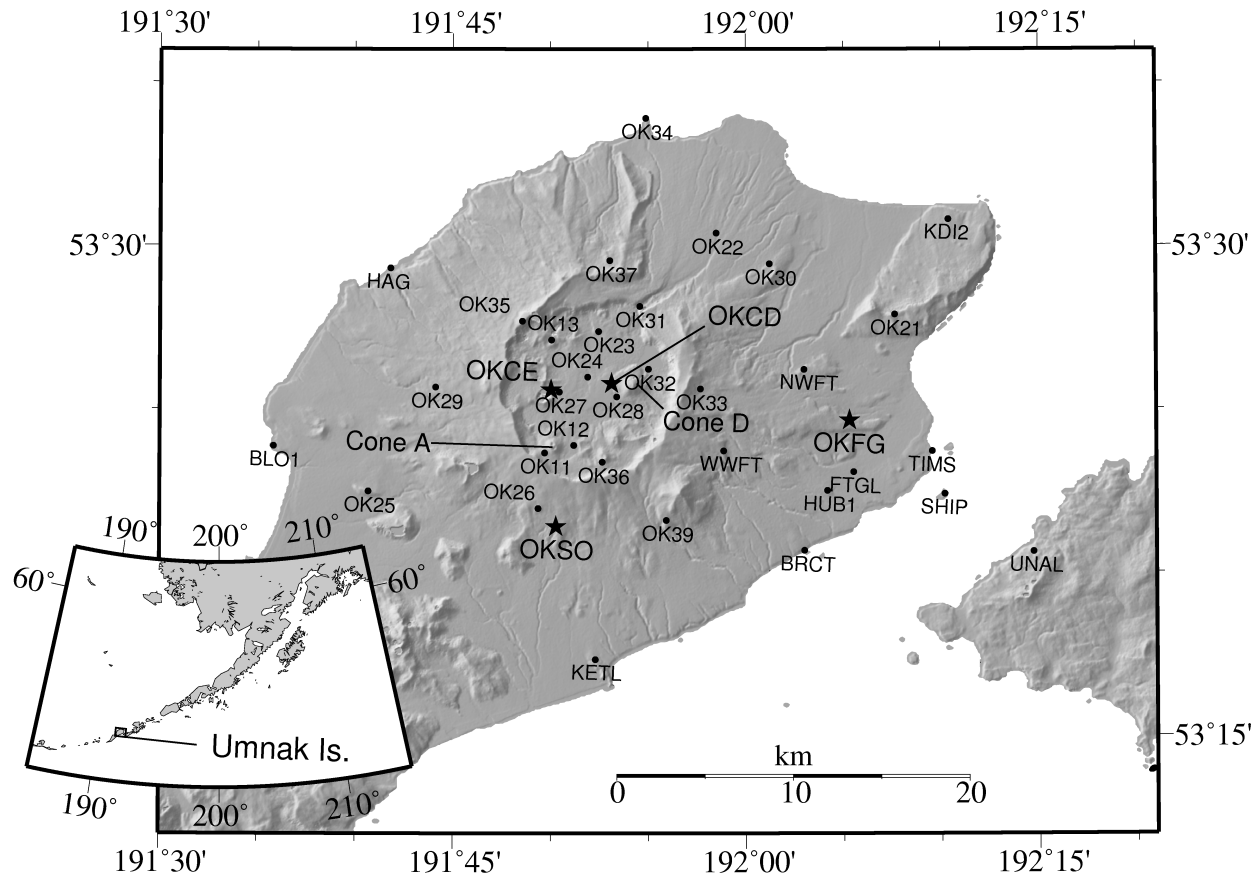 191°30'
191°45'
192°00'
192°15'
OK34
KDI2
OK22
53°30'
53°30'
OK37
OK30
HAG
OK35
OK31
OKCD
OK13
OK21
OK23
OK24
OKCE
OK32
NWFT
OK29
OK27
OK28
OK33
Cone D
OK12
Cone A
OKFG
BLO1
OK11
WWFT
TIMS
OK36
OK25
OK26
FTGL
HUB1
SHIP
190°
200°
210°
OK39
OKSO
BRCT
UNAL
60°
60°
KETL
53°15'
Umnak Is.
km
0
10
20
190°
200°
210°
191°30'
191°45'
192°00'
192°15'